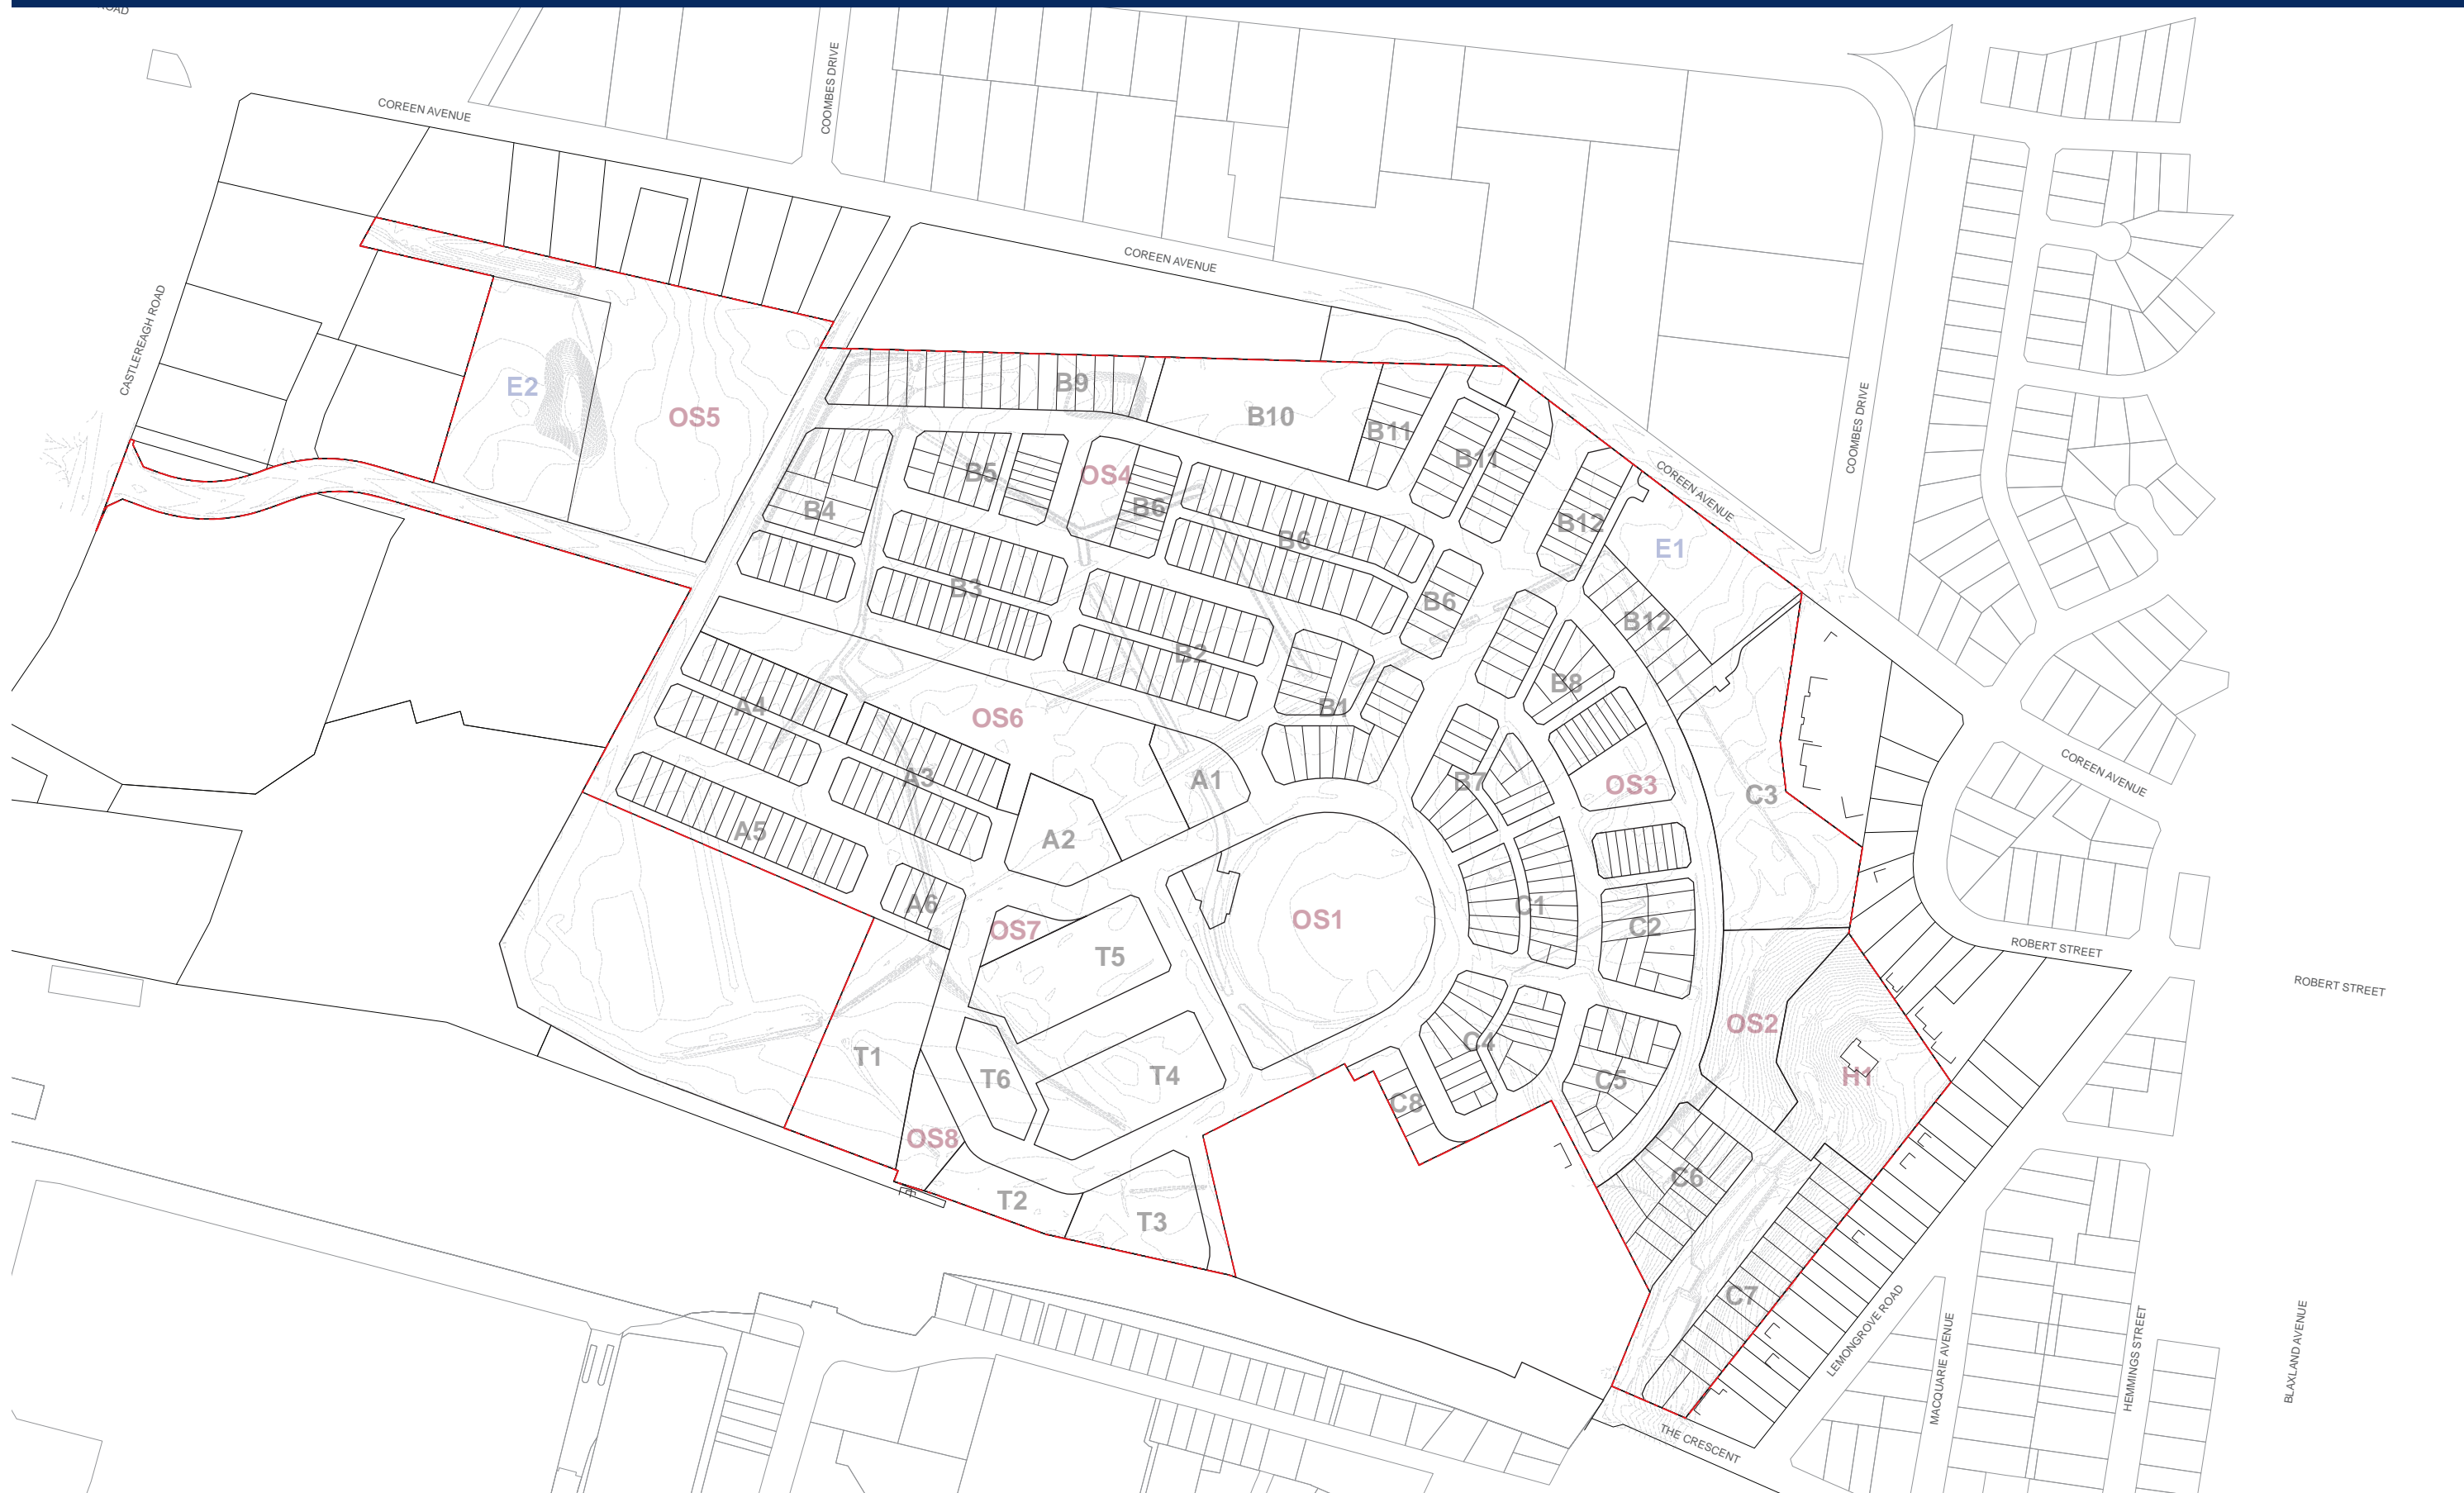 ROAD
COREEN AVENUE
COOMBES DRIVE
COREEN AVENUE
CASTLEREAGH ROAD
E2
OS5
B9
B10
B11
B11
COOMBES DRIVE
B5
OS4
B4
B6
B6
B12
COREEN AVENUE
E1
B3
B6
B12
B2
B8
A4
OS6
B1
A3
A1
B7
OS3
C3
COREEN AVENUE
A5
A2
A6
OS7
OS1
C1
C2
T5
ROBERT STREET
ROBERT STREET
T1
T6
T4
C4
OS2
C5
H1
C8
OS8
T2
T3
C6
C7
LEMONGROVE ROAD
MACQUARIE AVENUE
HEMMINGS STREET
BLAXLAND AVENUE
THE CRESCENT